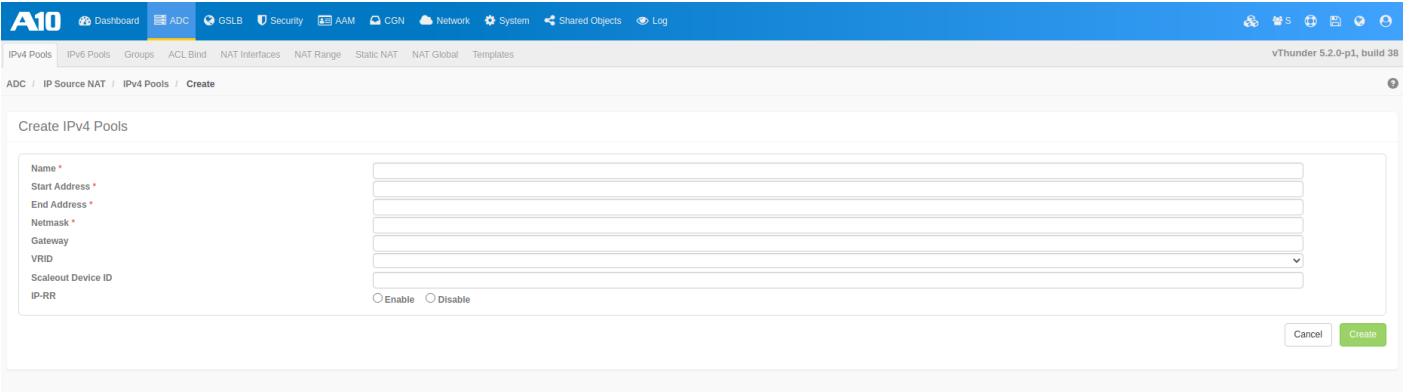 A10 Dashboard ADC GSLB Security AAM CGN Network System Shared Objects Log S
IPv4 Pools IPv6 Pools Groups ACL Bind NAT Interfaces NAT Range Static NAT NAT Global Templates vThunder 5.2.0-p1, build 38
ADC / IP Source NAT / IPv4 Pools / Create
Create IPv4 Pools
Name *
Start Address *
End Address *
Netmask *
Gateway
VRID
Scaleout Device ID
IP-RR Enable Disable
Cancel Create